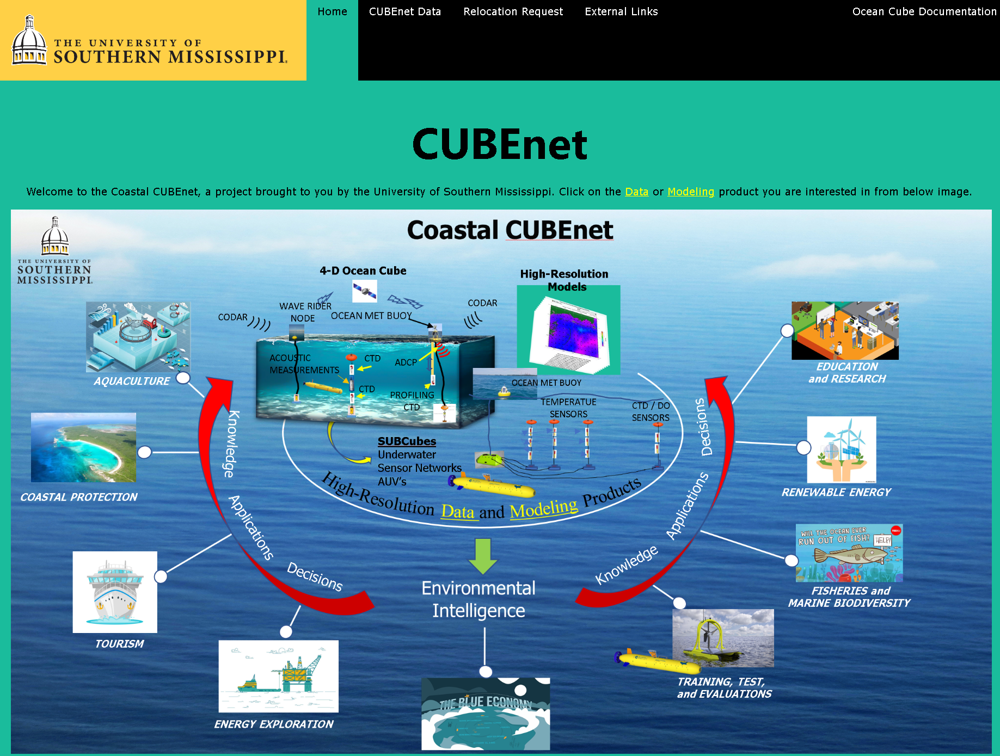 THE UNIVERSITY OF
SOUTHERN MISSISSIPPI®
Home
CUBEnet Data
Relocation Request
External Links
Ocean Cube Documentation
CUBEnet
Welcome to the Coastal CUBEnet, a project brought to you by the University of Southern Mississippi. Click on the Data or Modeling product you are interested in from below image.
THE UNIVERSITY OF
SOUTHERN
MISSISSIPPI®
Coastal CUBEnet
4-D Ocean Cube
High-Resolution
Models
CODAR
WAVE RIDER
NODE
OCEAN MET BUOY
CODAR
ACOUSTIC
MEASUREMENTS
CTD
ADCP
CTD
PROFILING
CTD
OCEAN MET BUOY
TEMPERATUE
SENSORS
CTD / DO
SENSORS
SUBCubes
Underwater
Sensor Networks
AUV's
High-Resolution Data and Modeling Products
Knowledge
Applications
Decisions
Knowledge
Applications
Decisions
Environmental
Intelligence
AQUACULTURE
COASTAL PROTECTION
TOURISM
ENERGY EXPLORATION
THE BLUE ECONOMY
EDUCATION
and RESEARCH
RENEWABLE ENERGY
WILL THE OCEAN EVER
RUN OUT OF FISH?
HELP!
TED Ed
FISHERIES and
MARINE BIODIVERSITY
TRAINING, TEST,
and EVALUATIONS